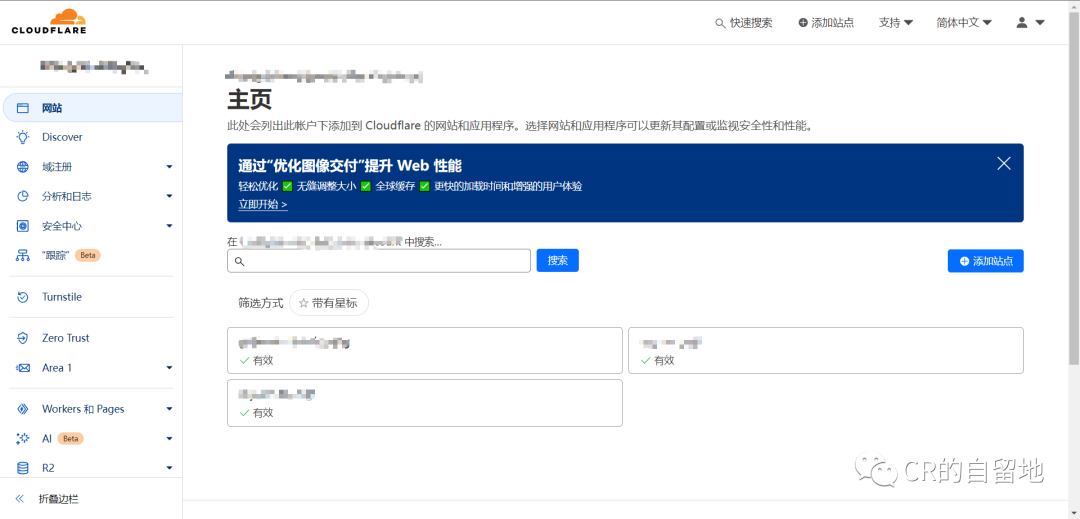 CLOUDFLARE
快速搜索
添加站点
支持
简体中文
网站
Discover
域注册
分析和日志
安全中心
“跟踪” Beta
Turnstile
Zero Trust
Area 1
Workers 和 Pages
AI Beta
R2
折叠边栏
主页
此处会列出此帐户下添加到 Cloudflare 的网站和应用程序。选择网站和应用程序可以更新其配置或监视安全性和性能。
通过“优化图像交付”提升 Web 性能
轻松优化 ✅ 无缝调整大小 ✅ 全球缓存 ✅ 更快的加载时间和增强的用户体验
立即开始 >
在 中搜索...
搜索
添加站点
筛选方式 ☆ 带有星标
有效
有效
有效
CR的自留地